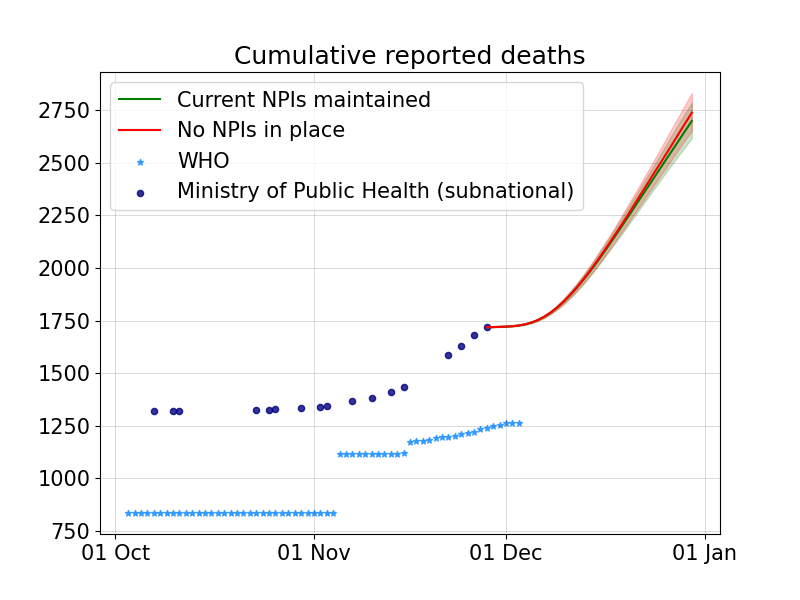 Cumulative reported deaths
Current NPIs maintained
No NPIs in place
WHO
Ministry of Public Health (subnational)
2750
2500
2250
2000
1750
1500
1250
1000
750
01 Oct
01 Nov
01 Dec
01 Jan